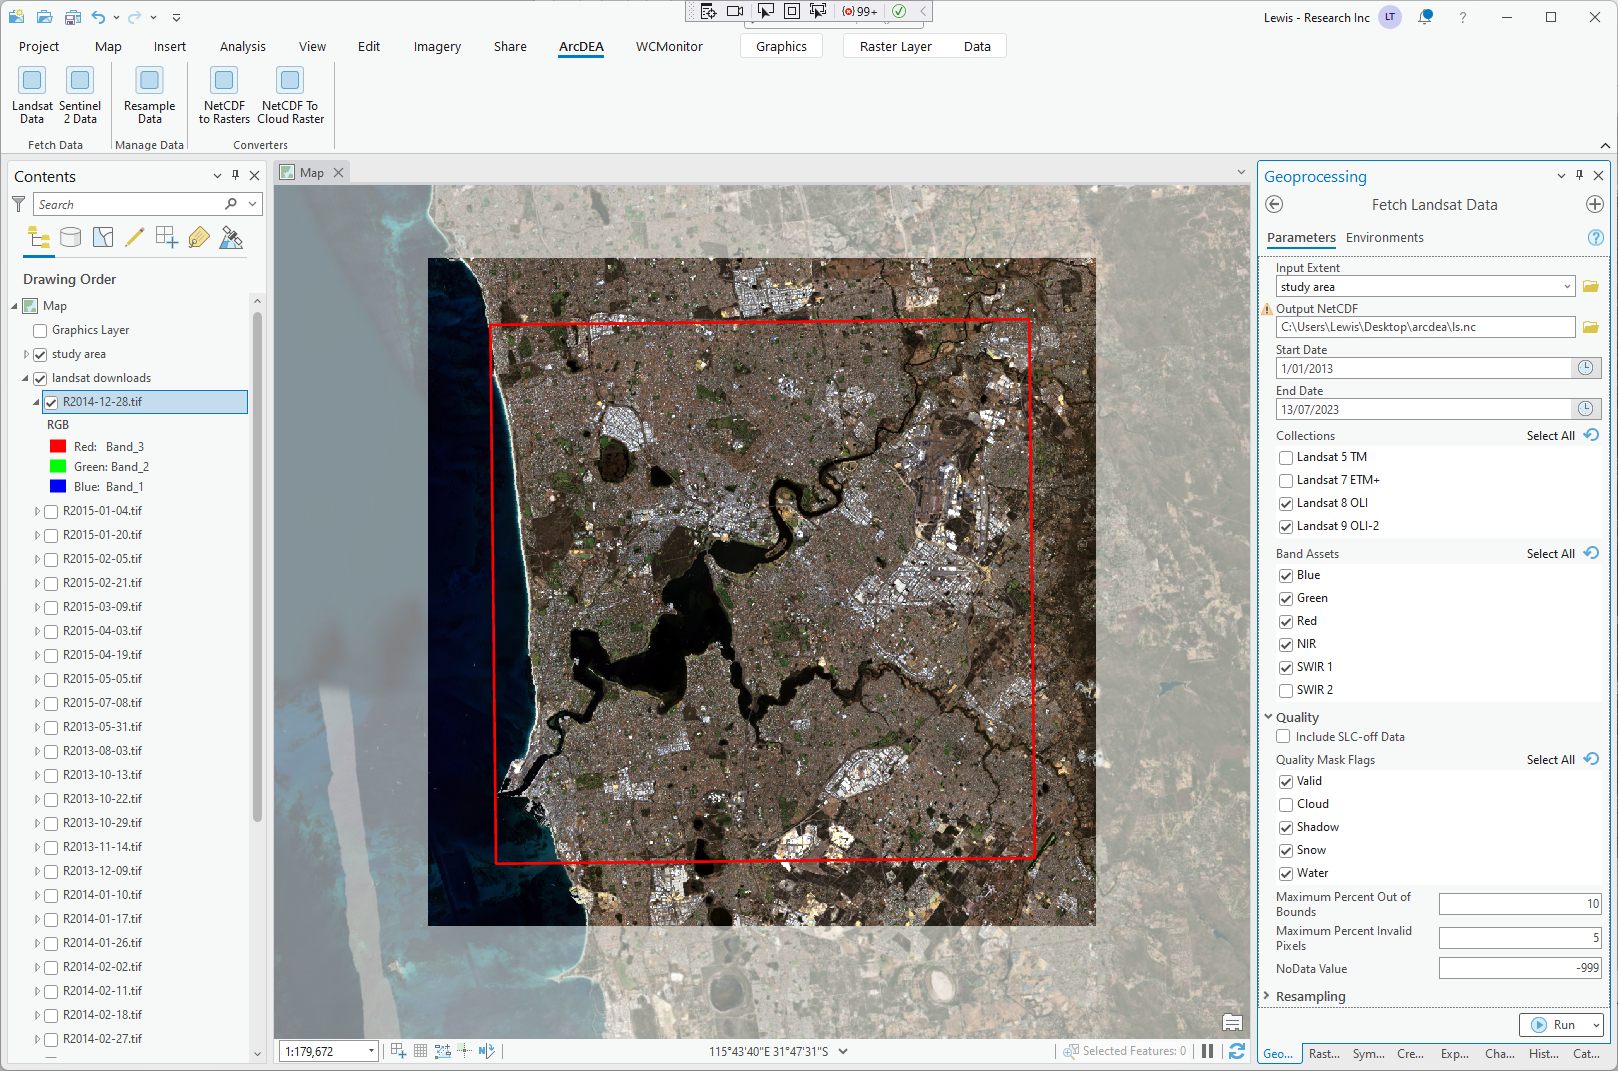 99+
Lewis - Research Inc
LT
?
Project
Map
Insert
Analysis
View
Edit
Imagery
Share
ArcDEA
WCMonitor
Graphics
Raster Layer
Data
Landsat
Data
Sentinel
2 Data
Resample
Data
NetCDF
to Rasters
NetCDF To
Cloud Raster
Fetch Data
Manage Data
Converters
Contents
Search
Drawing Order
Map
Graphics Layer
study area
landsat downloads
R2014-12-28.tif
RGB
Red: Band_3
Green: Band_2
Blue: Band_1
R2015-01-04.tif
R2015-01-20.tif
R2015-02-05.tif
R2015-02-21.tif
R2015-03-09.tif
R2015-04-03.tif
R2015-04-19.tif
R2015-05-05.tif
R2015-07-08.tif
R2013-05-31.tif
R2013-08-03.tif
R2013-10-13.tif
R2013-10-22.tif
R2013-10-29.tif
R2013-11-14.tif
R2013-12-09.tif
R2014-01-10.tif
R2014-01-17.tif
R2014-01-26.tif
R2014-02-02.tif
R2014-02-11.tif
R2014-02-18.tif
R2014-02-27.tif
Map
1:179,672
115°43'40"E 31°47'31"S
Selected Features: 0
Geoprocessing
Fetch Landsat Data
Parameters
Environments
?
Input Extent
study area
Output NetCDF
C:\Users\Lewis\Desktop\arcdea\ls.nc
Start Date
1/01/2013
End Date
13/07/2023
Collections
Select All
Landsat 5 TM
Landsat 7 ETM+
Landsat 8 OLI
Landsat 9 OLI-2
Band Assets
Select All
Blue
Green
Red
NIR
SWIR 1
SWIR 2
Quality
Include SLC-off Data
Quality Mask Flags
Select All
Valid
Cloud
Shadow
Snow
Water
Maximum Percent Out of
Bounds
10
Maximum Percent Invalid
Pixels
5
NoData Value
-999
Resampling
Run
Geo...
Rast...
Sym...
Cre...
Exp...
Cha...
Hist...
Cat...